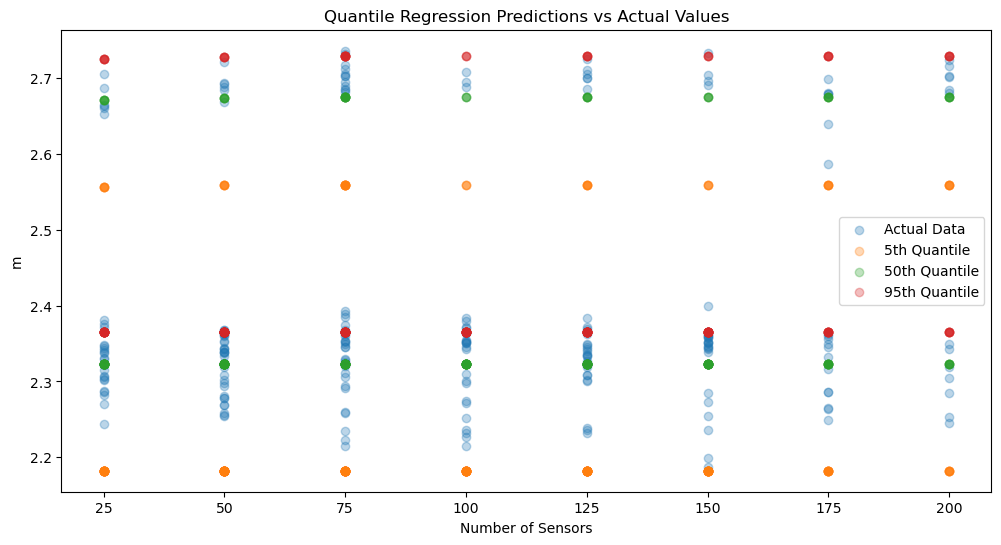 Quantile Regression Predictions vs Actual Values
2.7
2.6
2.5
2.4
2.3
2.2
m
Actual Data
5th Quantile
50th Quantile
95th Quantile
25 50 75 100 125 150 175 200
Number of Sensors